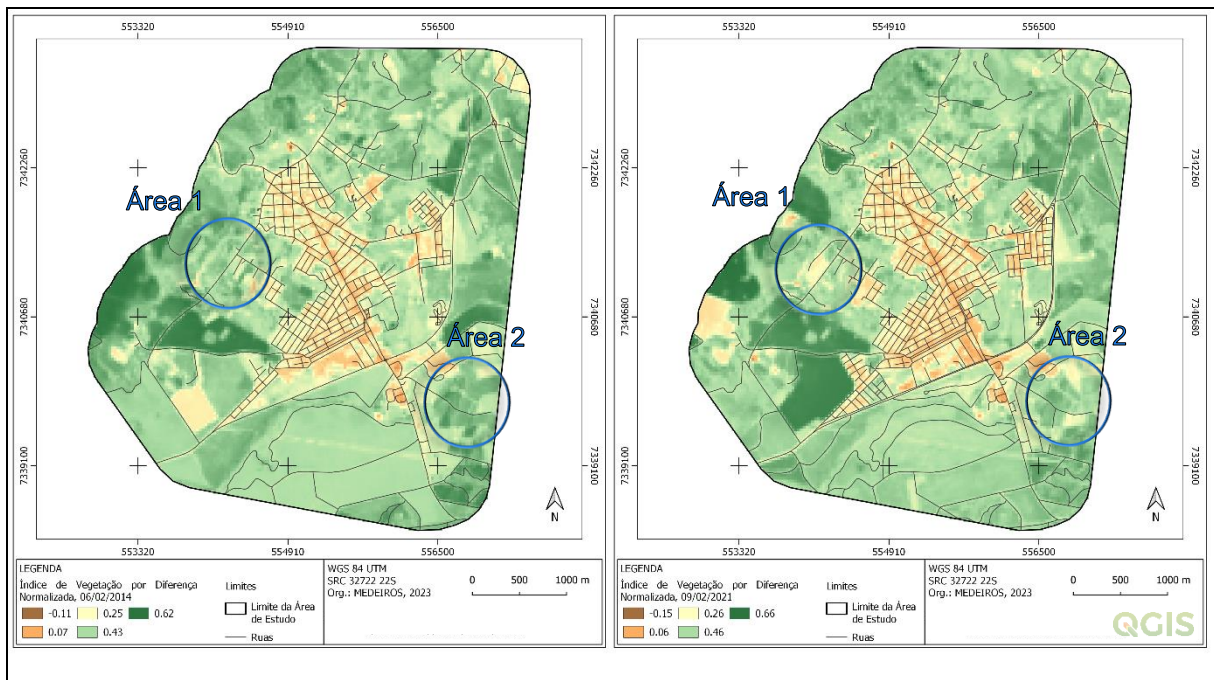 553320 554910 556500
7342260 7342260
Área 1
7340680 7340680
Área 2
7339100 7339100
N
553320 554910 556500
LEGENDA
Índice de Vegetação por Diferença
Normalizada, 06/02/2014
-0.11 0.25 0.62
0.07 0.43
Limites
Limite da Área
de Estudo
Ruas
WGS 84 UTM
SRC 32722 22S
Org.: MEDEIROS, 2023
0 500 1000 m
553320 554910 556500
7342260 7342260
Área 1
7340680 7340680
Área 2
7339100 7339100
N
553320 554910 556500
LEGENDA
Índice de Vegetação por Diferença
Normalizada, 09/02/2021
-0.15 0.26 0.66
0.06 0.46
Limites
Limite da Área
de Estudo
Ruas
WGS 84 UTM
SRC 32722 22S
Org.: MEDEIROS, 2023
0 500 1000 m
QGIS